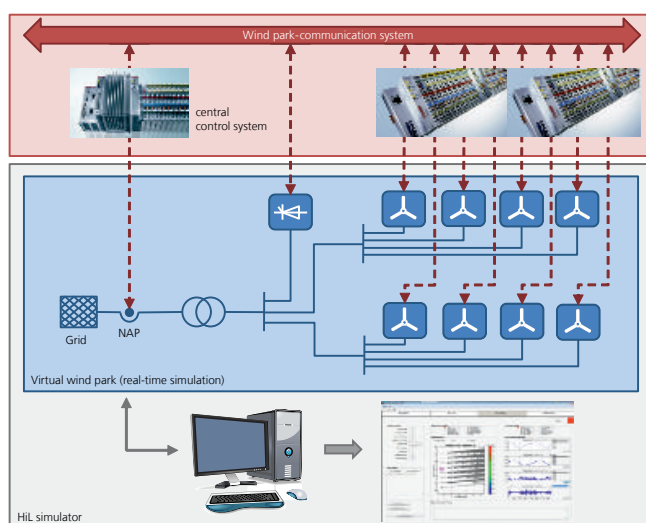 Wind park-communication system
central
control system
Grid
NAP
Virtual wind park (real-time simulation)
HiL simulator